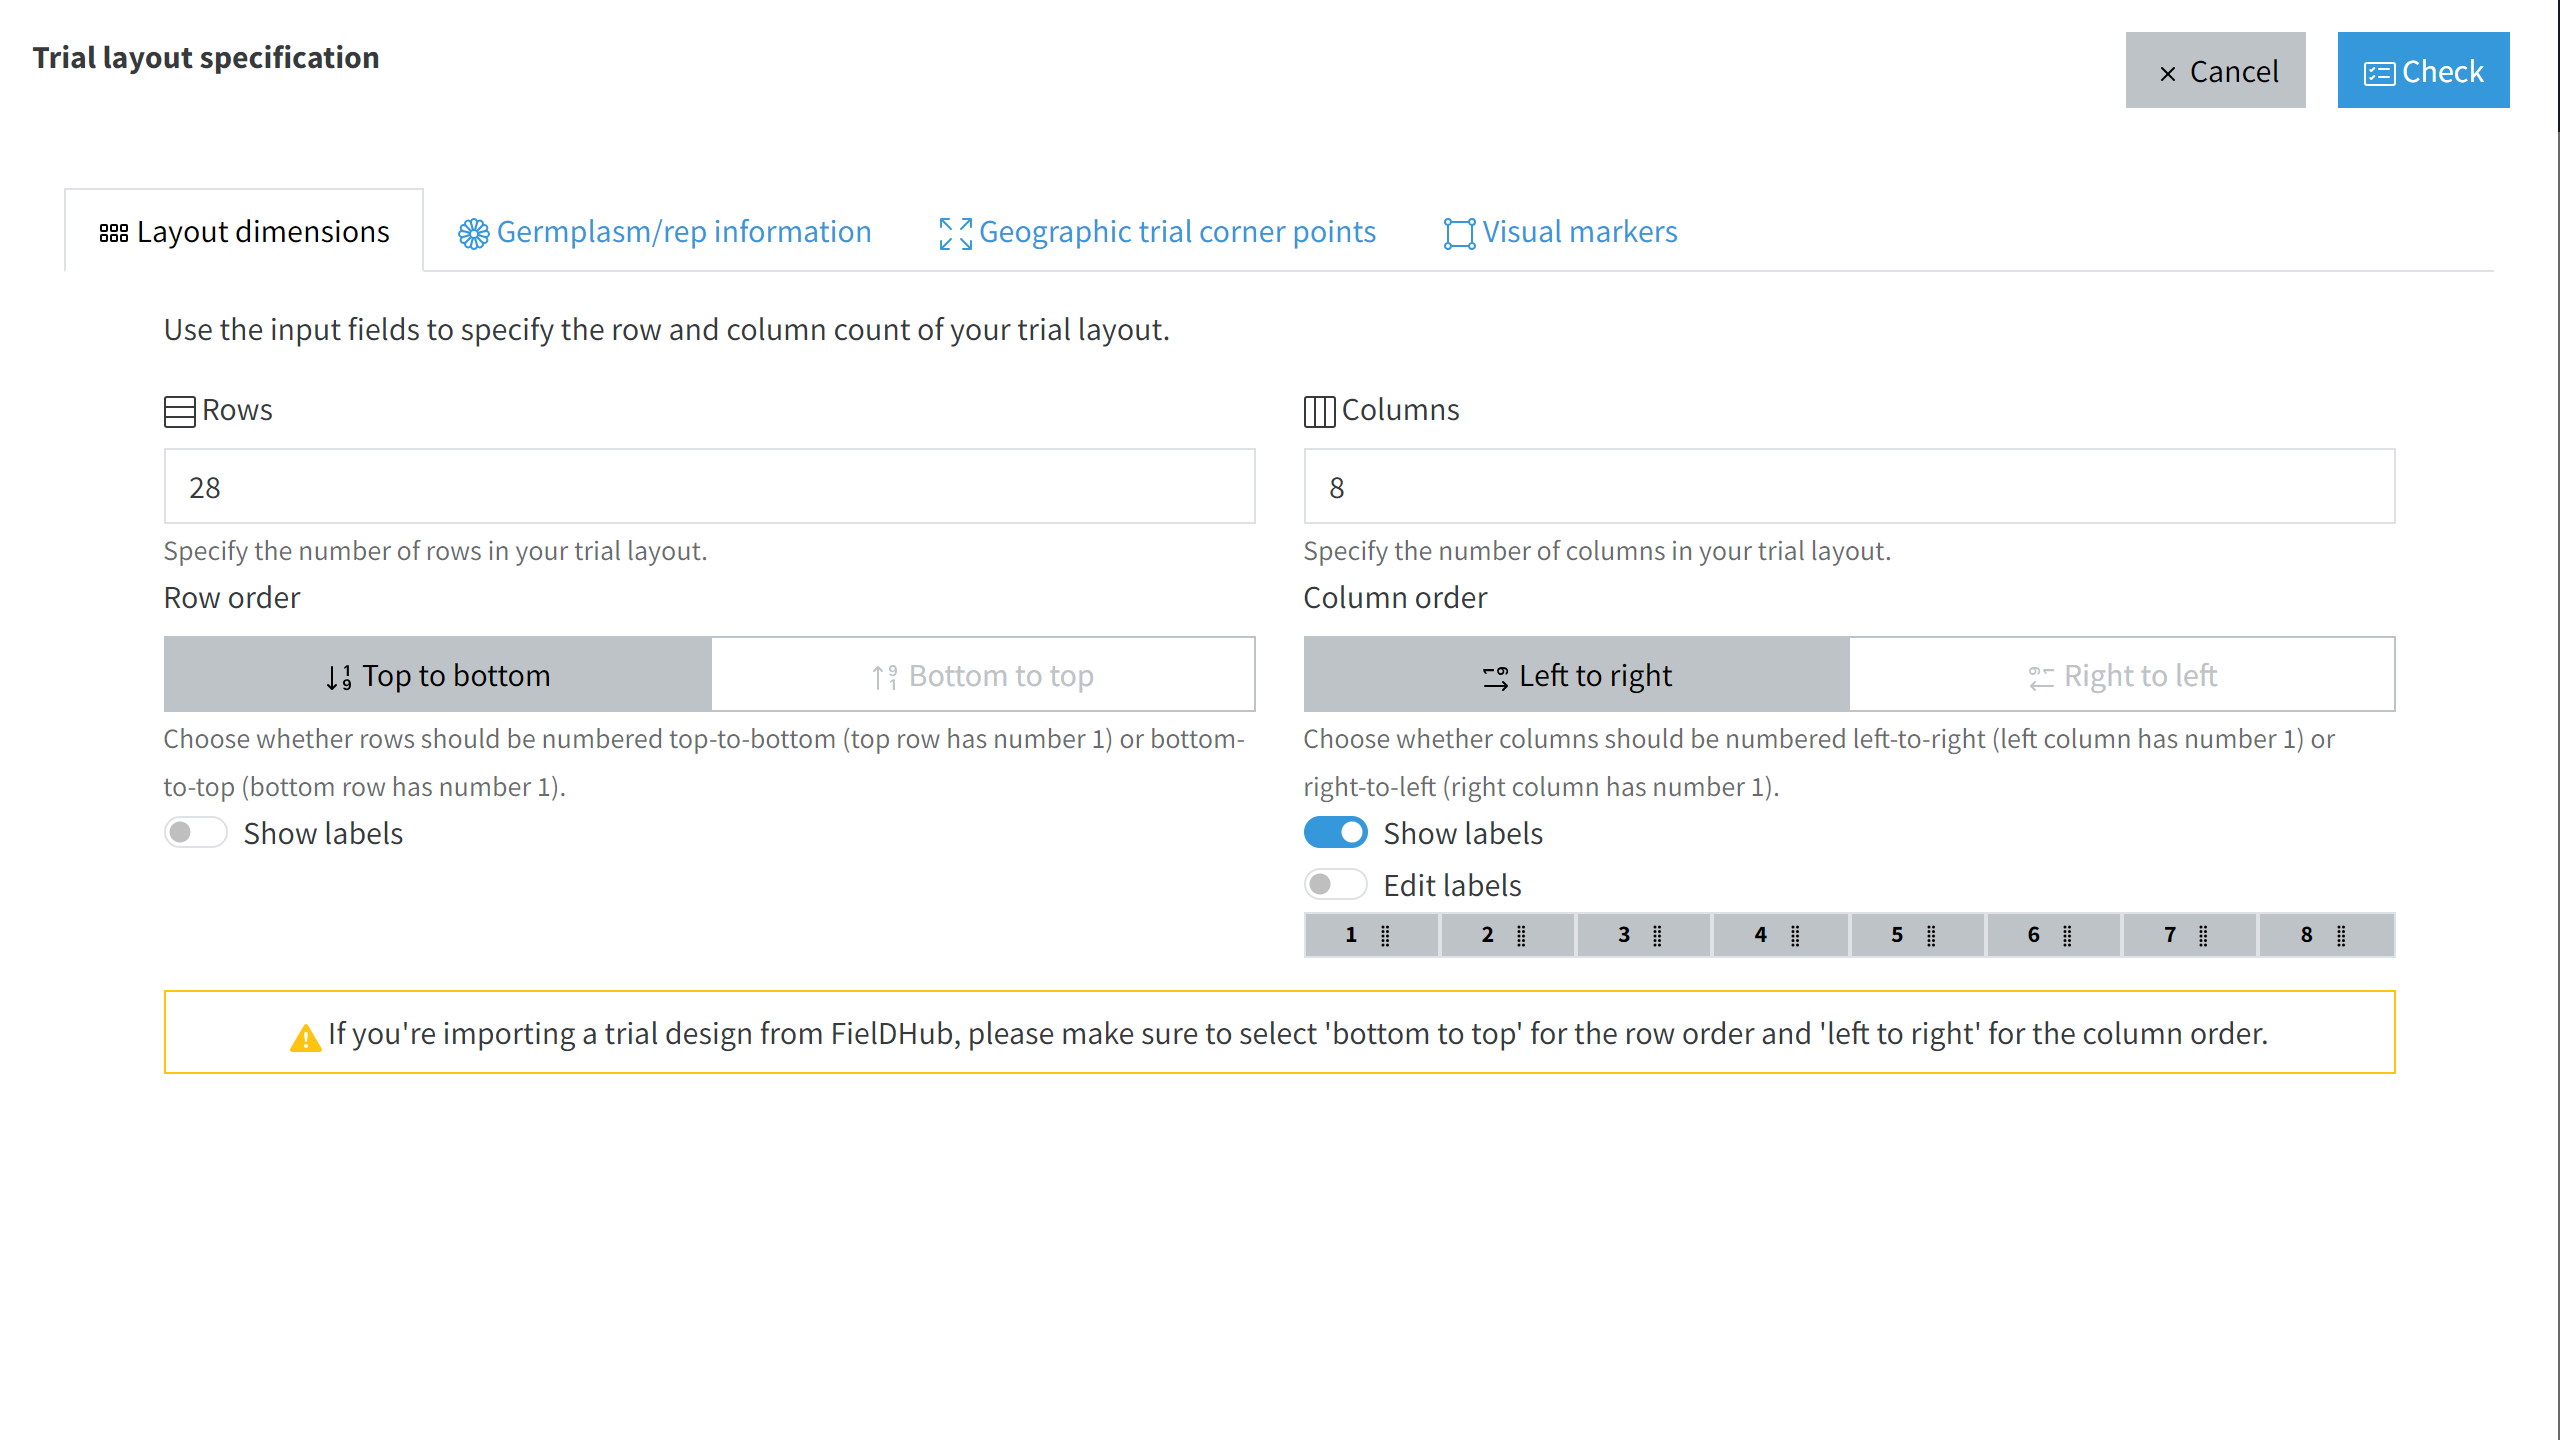 Trial layout specification
Cancel
Check
Layout dimensions
Germplasm/rep information
Geographic trial corner points
Visual markers
Use the input fields to specify the row and column count of your trial layout.
Rows
28
Specify the number of rows in your trial layout.
Row order
Top to bottom
Bottom to top
Choose whether rows should be numbered top-to-bottom (top row has number 1) or bottom-
to-top (bottom row has number 1).
Show labels
Columns
8
Specify the number of columns in your trial layout.
Column order
Left to right
Right to left
Choose whether columns should be numbered left-to-right (left column has number 1) or
right-to-left (right column has number 1).
Show labels
Edit labels
1 2 3 4 5 6 7 8
If you're importing a trial design from FielDHub, please make sure to select 'bottom to top' for the row order and 'left to right' for the column order.